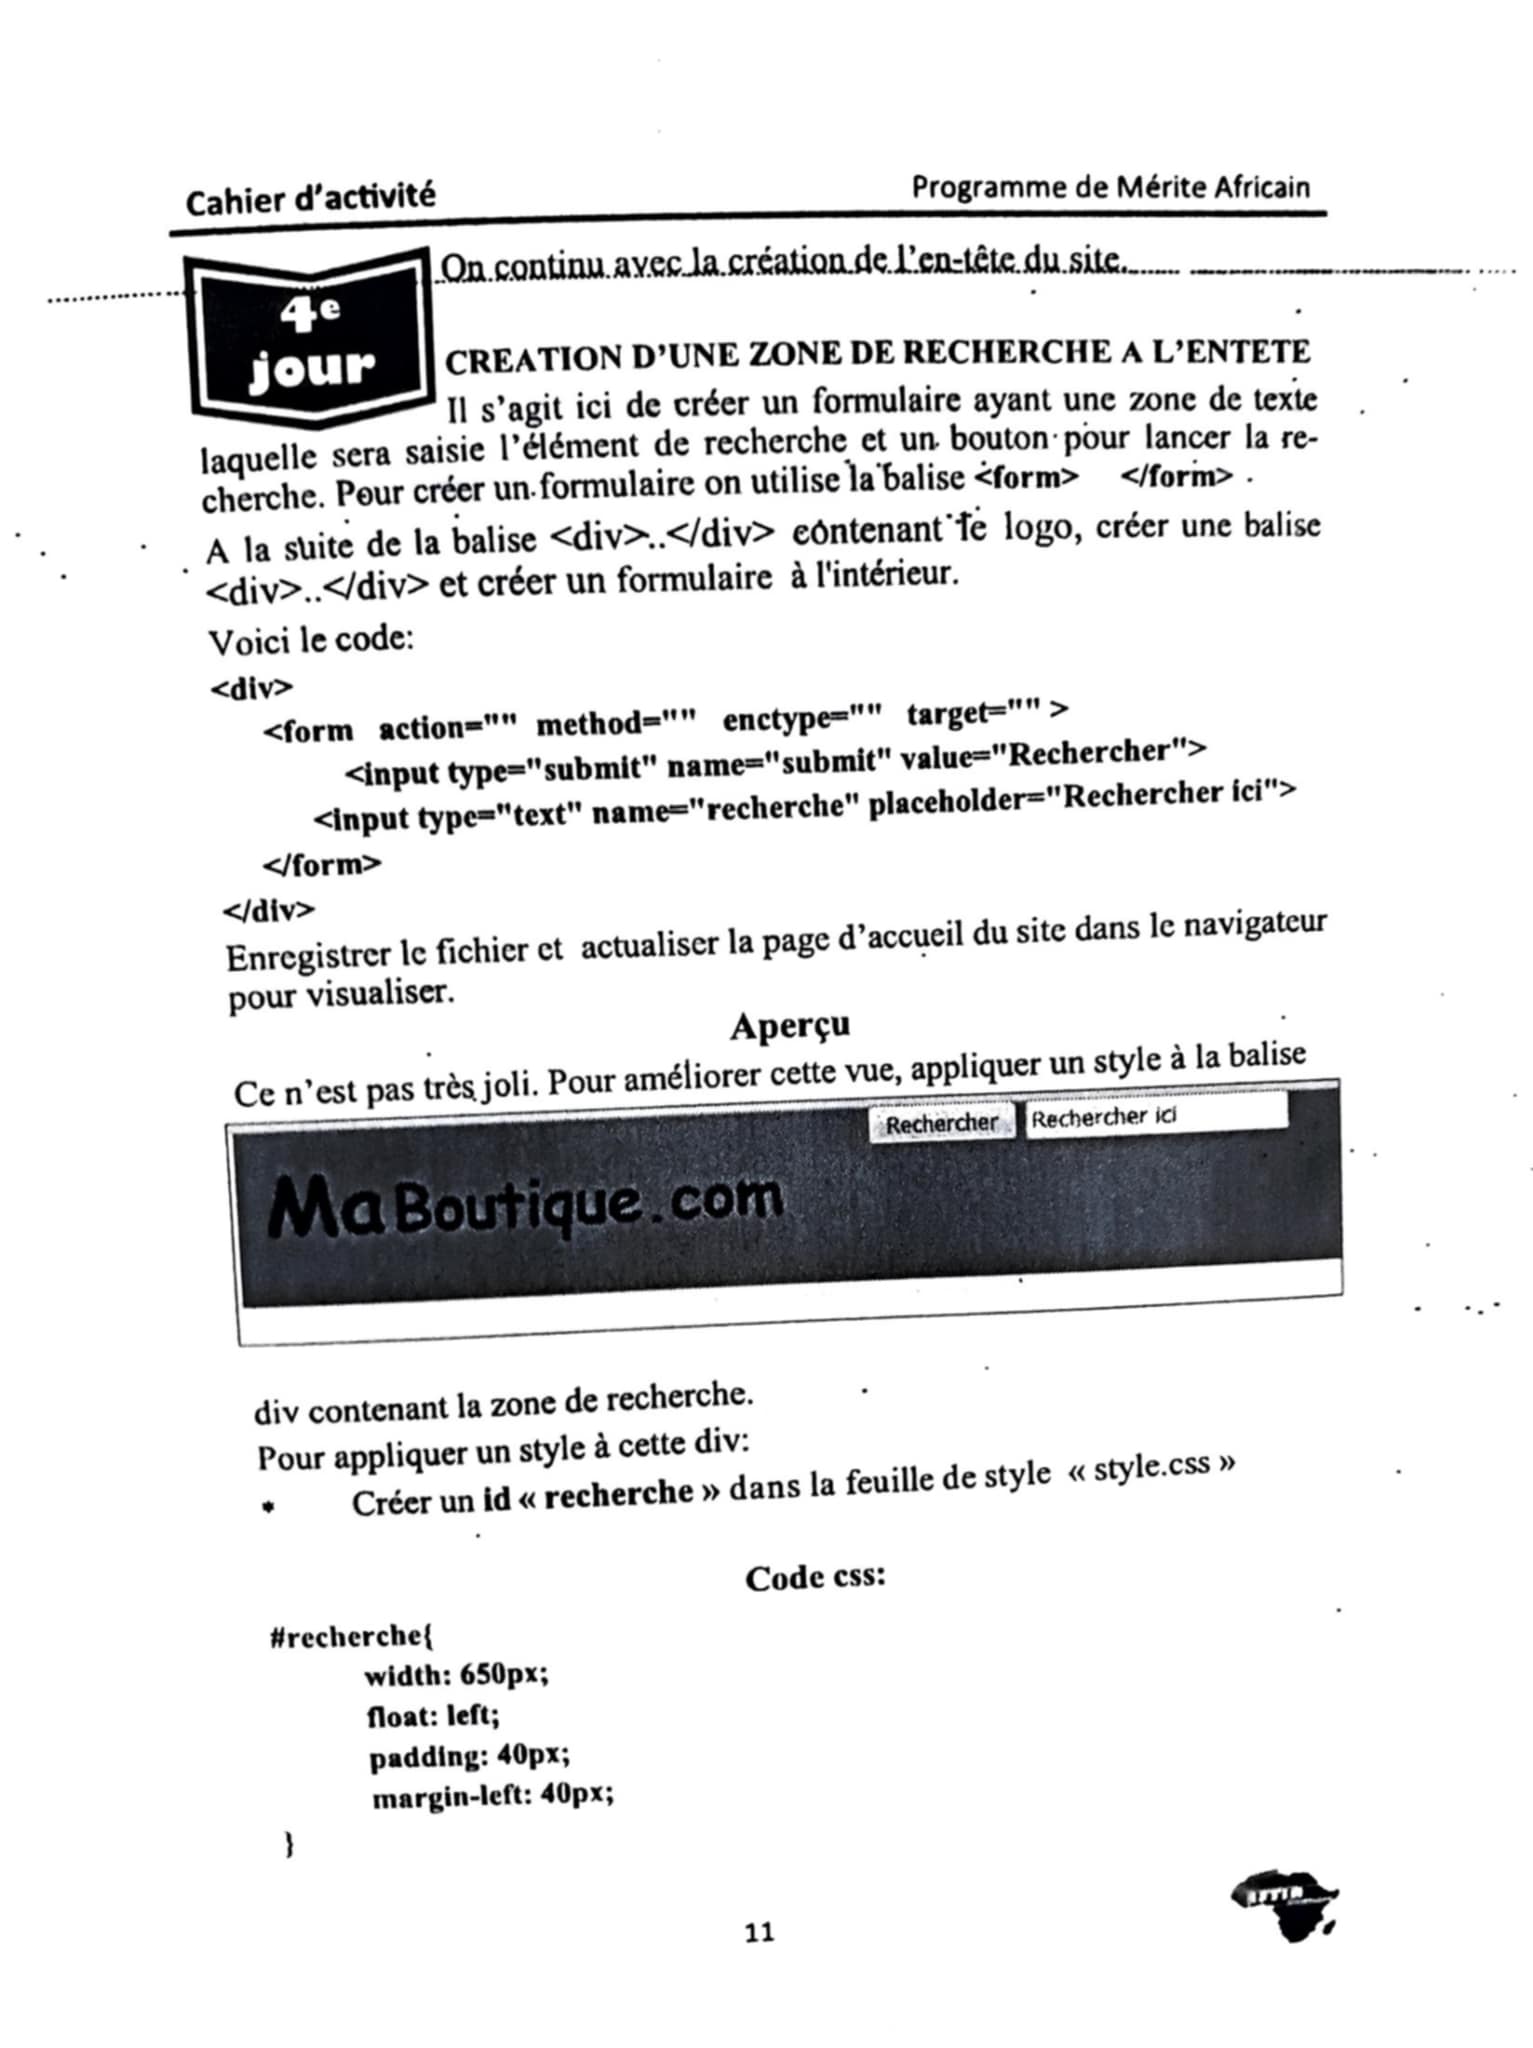 Cahier d'activité
Programme de Mérite Africain
4e
jour
On continu avec la création de l'en-tête du site.
CREATION D'UNE ZONE DE RECHERCHE A L'ENTETE
Il s'agit ici de créer un formulaire ayant une zone de texte
laquelle sera saisie l'élément de recherche et un bouton pour lancer la re-
cherche. Pour créer un formulaire on utilise la balise <form> </form> .
A la suite de la balise <div>..</div> contenant le logo, créer une balise
<div>..</div> et créer un formulaire à l'intérieur.
Voici le code:
<div>
<form action="" method="" enctype="" target="" >
<input type="submit" name="submit" value="Rechercher">
<input type="text" name="recherche" placeholder="Rechercher ici">
</form>
</div>
Enregistrer le fichier et actualiser la page d'accueil du site dans le navigateur
pour visualiser.
Aperçu
Ce n'est pas très joli. Pour améliorer cette vue, appliquer un style à la balise
Rechercher Rechercher ici
MaBoutique.com
div contenant la zone de recherche.
Pour appliquer un style à cette div:
* Créer un id « recherche » dans la feuille de style « style.css »
Code css:
#recherche{
width: 650px;
float: left;
padding: 40px;
margin-left: 40px;
}
11